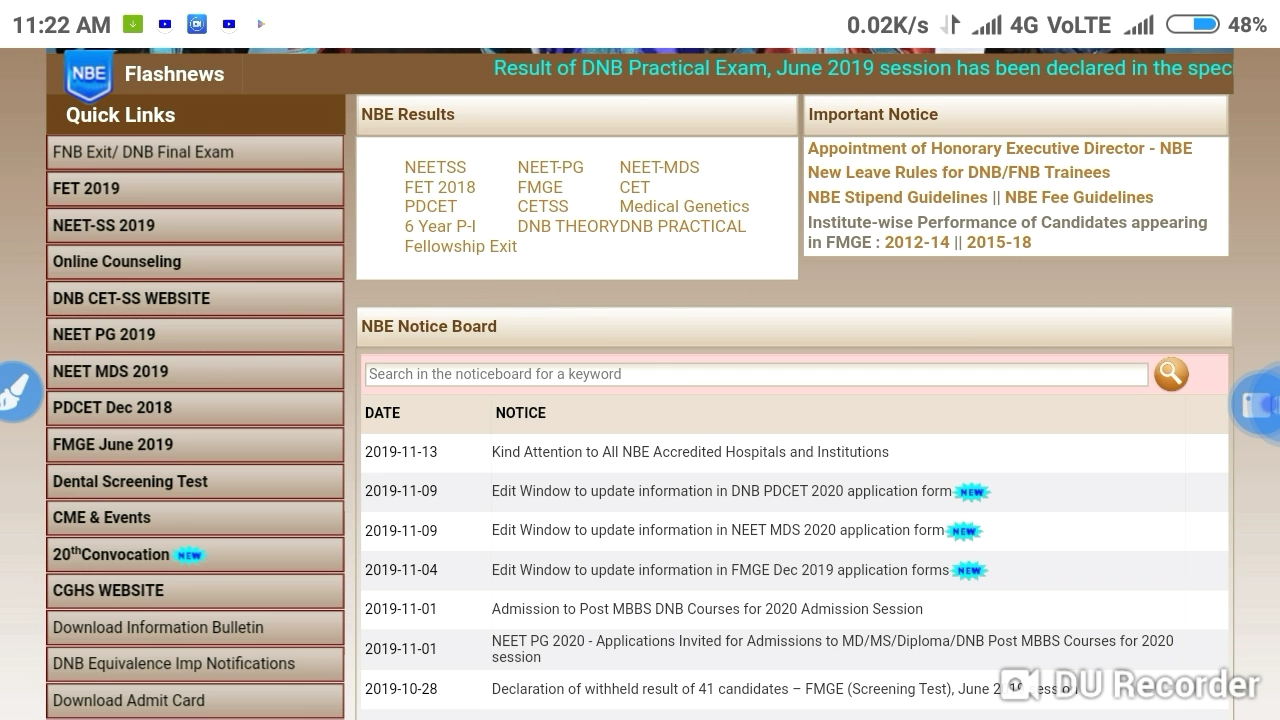 11:22 AM 0.02K/s 4G VoLTE 48%
NBE Flashnews Result of DNB Practical Exam, June 2019 session has been declared in the spec
Quick Links
FNB Exit/ DNB Final Exam
FET 2019
NEET-SS 2019
Online Counseling
DNB CET-SS WEBSITE
NEET PG 2019
NEET MDS 2019
PDCET Dec 2018
FMGE June 2019
Dental Screening Test
CME & Events
20thConvocation NEW
CGHS WEBSITE
Download Information Bulletin
DNB Equivalence Imp Notifications
Download Admit Card
NBE Results
NEETSS NEET-PG NEET-MDS
FET 2018 FMGE CET
PDCET CETSS Medical Genetics
6 Year P-I DNB THEORYDNB PRACTICAL
Fellowship Exit
Important Notice
Appointment of Honorary Executive Director - NBE
New Leave Rules for DNB/FNB Trainees
NBE Stipend Guidelines || NBE Fee Guidelines
Institute-wise Performance of Candidates appearing
in FMGE : 2012-14 || 2015-18
NBE Notice Board
Search in the noticeboard for a keyword
DATE NOTICE
2019-11-13 Kind Attention to All NBE Accredited Hospitals and Institutions
2019-11-09 Edit Window to update information in DNB PDCET 2020 application form NEW
2019-11-09 Edit Window to update information in NEET MDS 2020 application form NEW
2019-11-04 Edit Window to update information in FMGE Dec 2019 application forms NEW
2019-11-01 Admission to Post MBBS DNB Courses for 2020 Admission Session
2019-11-01 NEET PG 2020 - Applications Invited for Admissions to MD/MS/Diploma/DNB Post MBBS Courses for 2020
session
2019-10-28 Declaration of withheld result of 41 candidates – FMGE (Screening Test), June 2019 session
DU Recorder